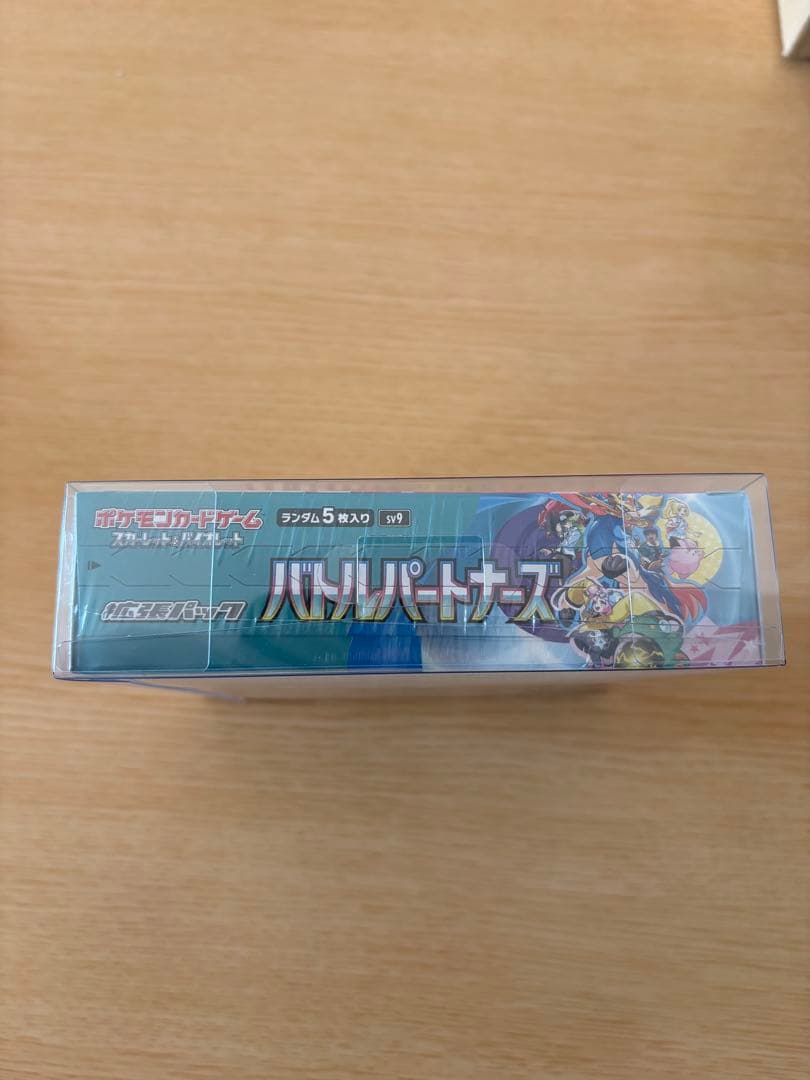 ポケモンカードゲーム
スカーレット&バイオレット
ランダム5枚入り sv9
バトルパートナーズ
拡張パック